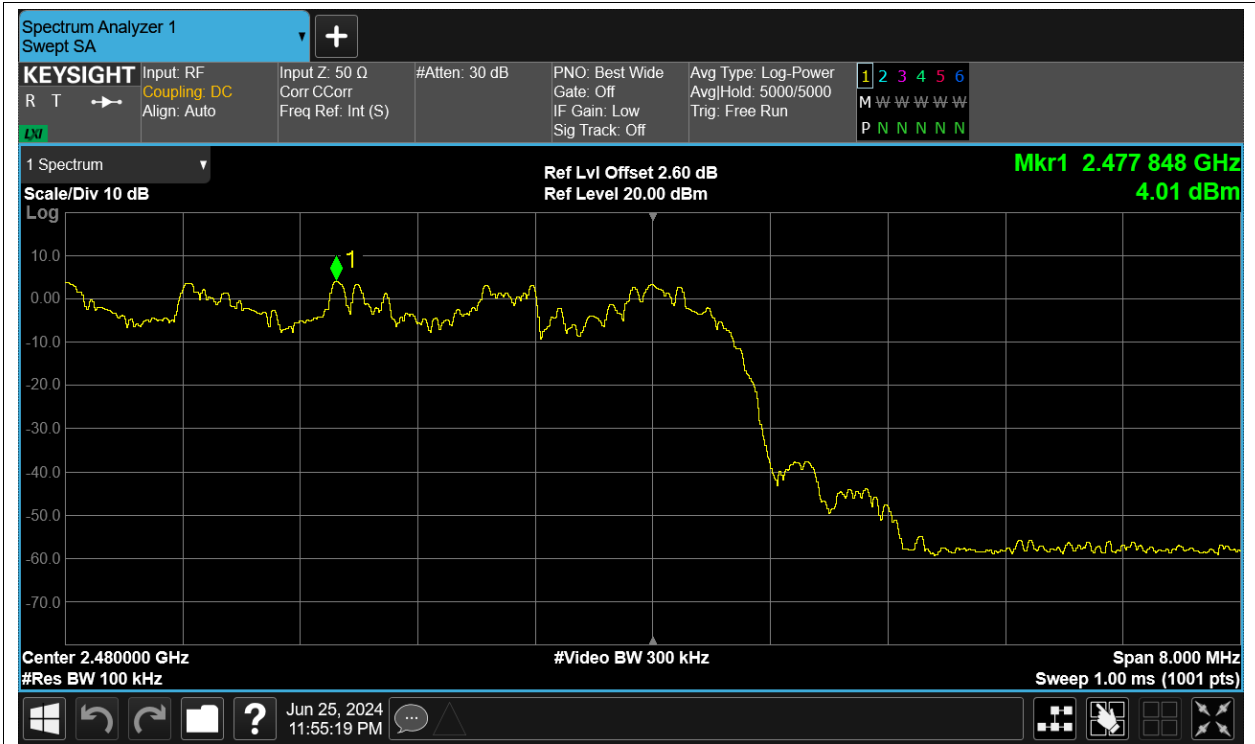 Spectrum Analyzer 1
Swept SA
KEYSIGHT
R T
LXI
Input: RF
Coupling: DC
Align: Auto
Input Z: 50 Ω
Corr CCorr
Freq Ref: Int (S)
#Atten: 30 dB
PNO: Best Wide
Gate: Off
IF Gain: Low
Sig Track: Off
Avg Type: Log-Power
Avg|Hold: 5000/5000
Trig: Free Run
1 2 3 4 5 6
M W W W W W
P N N N N N
1 Spectrum
Scale/Div 10 dB
Log
Ref Lvl Offset 2.60 dB
Ref Level 20.00 dBm
Mkr1 2.477 848 GHz
4.01 dBm
1
10.0
0.00
-10.0
-20.0
-30.0
-40.0
-50.0
-60.0
-70.0
Center 2.480000 GHz
#Res BW 100 kHz
#Video BW 300 kHz
Span 8.000 MHz
Sweep 1.00 ms (1001 pts)
?
Jun 25, 2024
11:55:19 PM